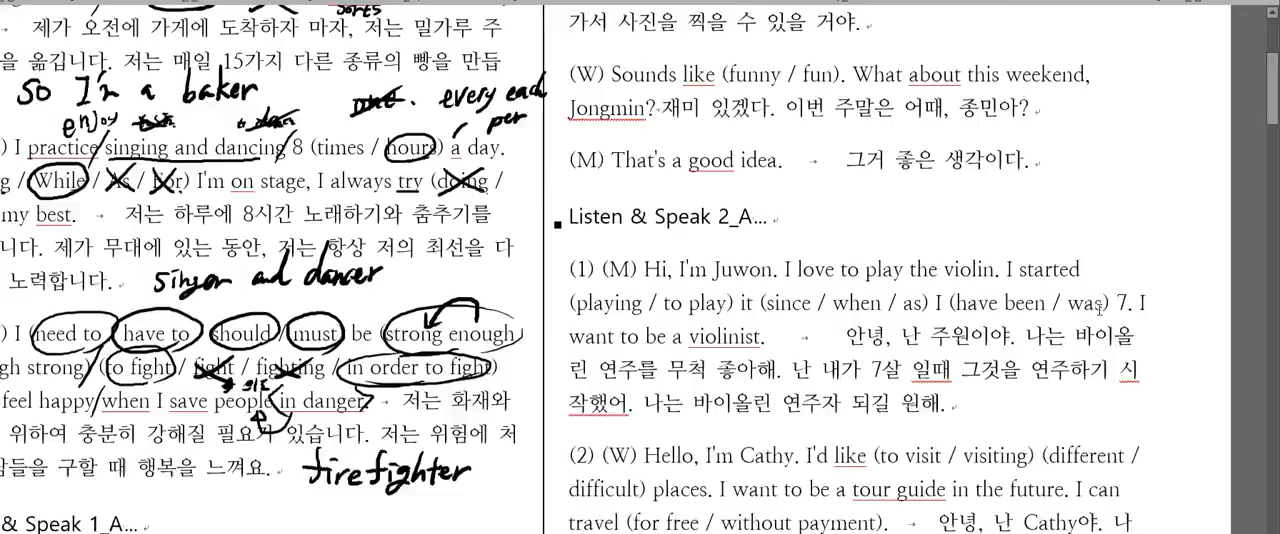 제가 오전에 가게에 도착하자 마자, 저는 밀가루 주
을 옮깁니다. 저는 매일 15가지 다른 종류의 빵을 만듭
so I'm a baker
every each
enjoy
per
) I practice singing and dancing 8 (times / hours) a day.
g / While / As / For) I'm on stage, I always try (doing /
my best. → 저는 하루에 8시간 노래하기와 춤추기를
니다. 제가 무대에 있는 동안, 저는 항상 저의 최선을 다
노력합니다.
singer and dancer
) I (need to / have to / should / must) be (strong enough /
gh strong) (to fight / fight / fighting / in order to fight)
feel happy when I save people in danger. → 저는 화재와
위하여 충분히 강해질 필요가 있습니다. 저는 위험에 처
람들을 구할 때 행복을 느껴요.
firefighter
& Speak 1_A...
가서 사진을 찍을 수 있을 거야.
(W) Sounds like (funny / fun). What about this weekend,
Jongmin? 재미 있겠다. 이번 주말은 어때, 종민아?
(M) That's a good idea. → 그거 좋은 생각이다.
Listen & Speak 2_A...
(1) (M) Hi, I'm Juwon. I love to play the violin. I started
(playing / to play) it (since / when / as) I (have been / was) 7. I
want to be a violinist. → 안녕, 난 주원이야. 나는 바이올
린 연주를 무척 좋아해. 난 내가 7살 일때 그것을 연주하기 시
작했어. 나는 바이올린 연주자 되길 원해.
(2) (W) Hello, I'm Cathy. I'd like (to visit / visiting) (different /
difficult) places. I want to be a tour guide in the future. I can
travel (for free / without payment). → 안녕, 난 Cathy야. 나